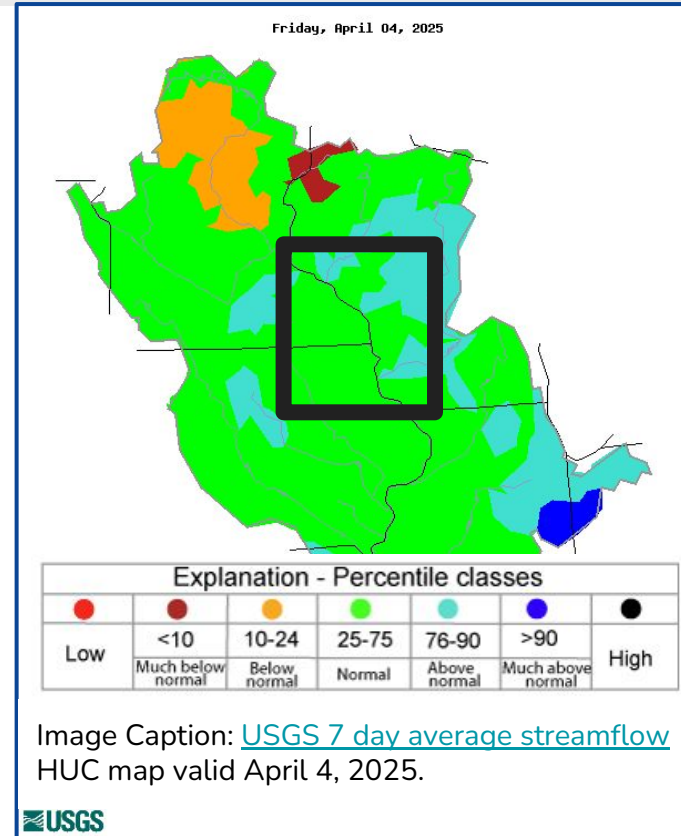 Friday, April 04, 2025
Explanation - Percentile classes
Low <10 10-24 25-75 76-90 >90 High
Much below normal Below normal Normal Above normal Much above normal
Image Caption: USGS 7 day average streamflow
HUC map valid April 4, 2025.
USGS